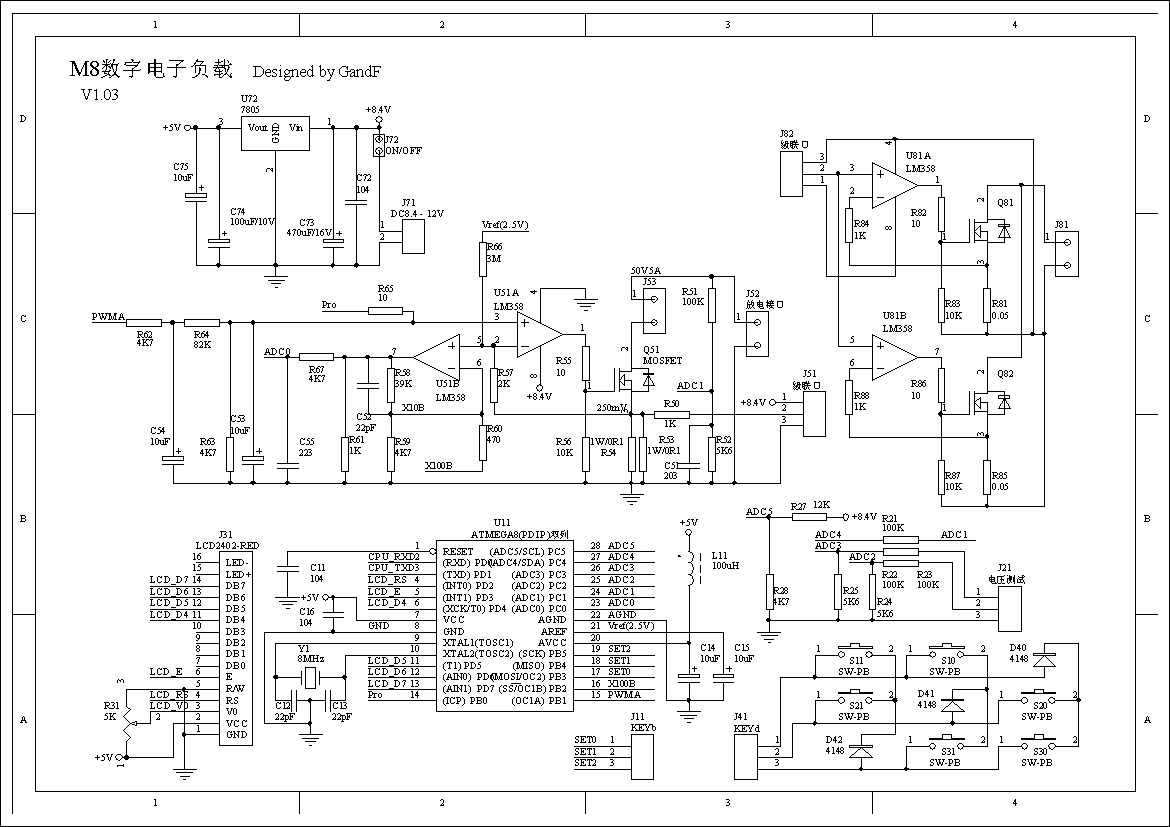 1 2 3 4
M8数字电子负载 Designed by GandF
V1.03
D D
U72
7805
+5V 3 Vout GND Vin 1 +8.4V
2
J72
ON/OFF
C75
10uF
C74
100uF/10V
C73
470uF/16V
C72
104
J71
DC8.4 - 12V
1
2
J82
级联口
3
2
1
U81A
LM358
3
2
4
8
1
R84
1K
R82
10
Q81
2
1
3
R83
10K
R81
0.05
J81
1
C C
Vref(2.5V)
R66
3M
Pro
R65
10
PWMA
R62
4K7
R64
82K
U51A
LM358
3
2
4
8
1
+8.4V
R55
10
50V5A
J53
1
R51
100K
J52
放电接口
1
Q51
MOSFET
2
1
ADC0
R67
4K7
7
5
6
U51B
LM358
R58
39K
R57
2K
X10B
C52
22pF
250mV
R50
1K
ADC1
J51
级联口
+8.4V
1
2
3
U81B
LM358
5
6
7
R88
1K
R86
10
Q82
2
1
3
R87
10K
R85
0.05
C54
10uF
R63
4K7
C53
10uF
C55
223
R61
1K
R59
4K7
R60
470
X100B
R56
10K
1W/0R1
R54
R53
1W/0R1
C51
203
R52
5K6
B B
ADC5
R27 12K
+8.4V
ADC4
ADC3
ADC2
R21
100K
ADC1
R22
100K
R23
100K
R28
4K7
R25
5K6
R24
5K6
J21
电压测试
1
2
3
J31
LCD2402-RED
16 LED-
15 LED+
LCD_D7 14 DB7
LCD_D6 13 DB6
LCD_D5 12 DB5
LCD_D4 11 DB4
10 DB3
9 DB2
8 DB1
7 DB0
LCD_E 6 E
5 R/W
LCD_RS 4 RS
LCD_V0 3 V0
2 VCC
1 GND
R31
5K
3
2
1
+5V
C11
104
+5V
C16
104
GND
Y1
8MHz
C12
22pF
C13
22pF
U11
ATMEGA8(PDIP)双列
1 RESET (ADC5/SCL) PC5 28 ADC5
CPU_RXD 2 (RXD) PD0 (ADC4/SDA) PC4 27 ADC4
CPU_TXD 3 (TXD) PD1 (ADC3) PC3 26 ADC3
LCD_RS 4 (INT0) PD2 (ADC2) PC2 25 ADC2
LCD_E 5 (INT1) PD3 (ADC1) PC1 24 ADC1
LCD_D4 6 (XCK/T0) PD4 (ADC0) PC0 23 ADC0
7 VCC AGND 22 AGND
8 GND AREF 21 Vref(2.5V)
9 XTAL1(TOSC1) AVCC 20
10 XTAL2(TOSC2) (SCK) PB5 19 SET2
LCD_D5 11 (T1) PD5 (MISO) PB4 18 SET1
LCD_D6 12 (AIN0) PD6 (MOSI/OC2) PB3 17 SET0
LCD_D7 13 (AIN1) PD7 (SS/OC1B) PB2 16 X100B
Pro 14 (ICP) PB0 (OC1A) PB1 15 PWMA
+5V
L11
100uH
C14
10uF
C15
10uF
A A
J11
KEYb
SET0 1
SET1 2
SET2 3
J41
KEYd
1
2
3
1 S11 2
SW-PB
1 S10 2
SW-PB
D40
4148
1 S21 2
SW-PB
D41
4148
1 S20 2
SW-PB
D42
4148
1 S31 2
SW-PB
1 S30 2
SW-PB
1 2 3 4